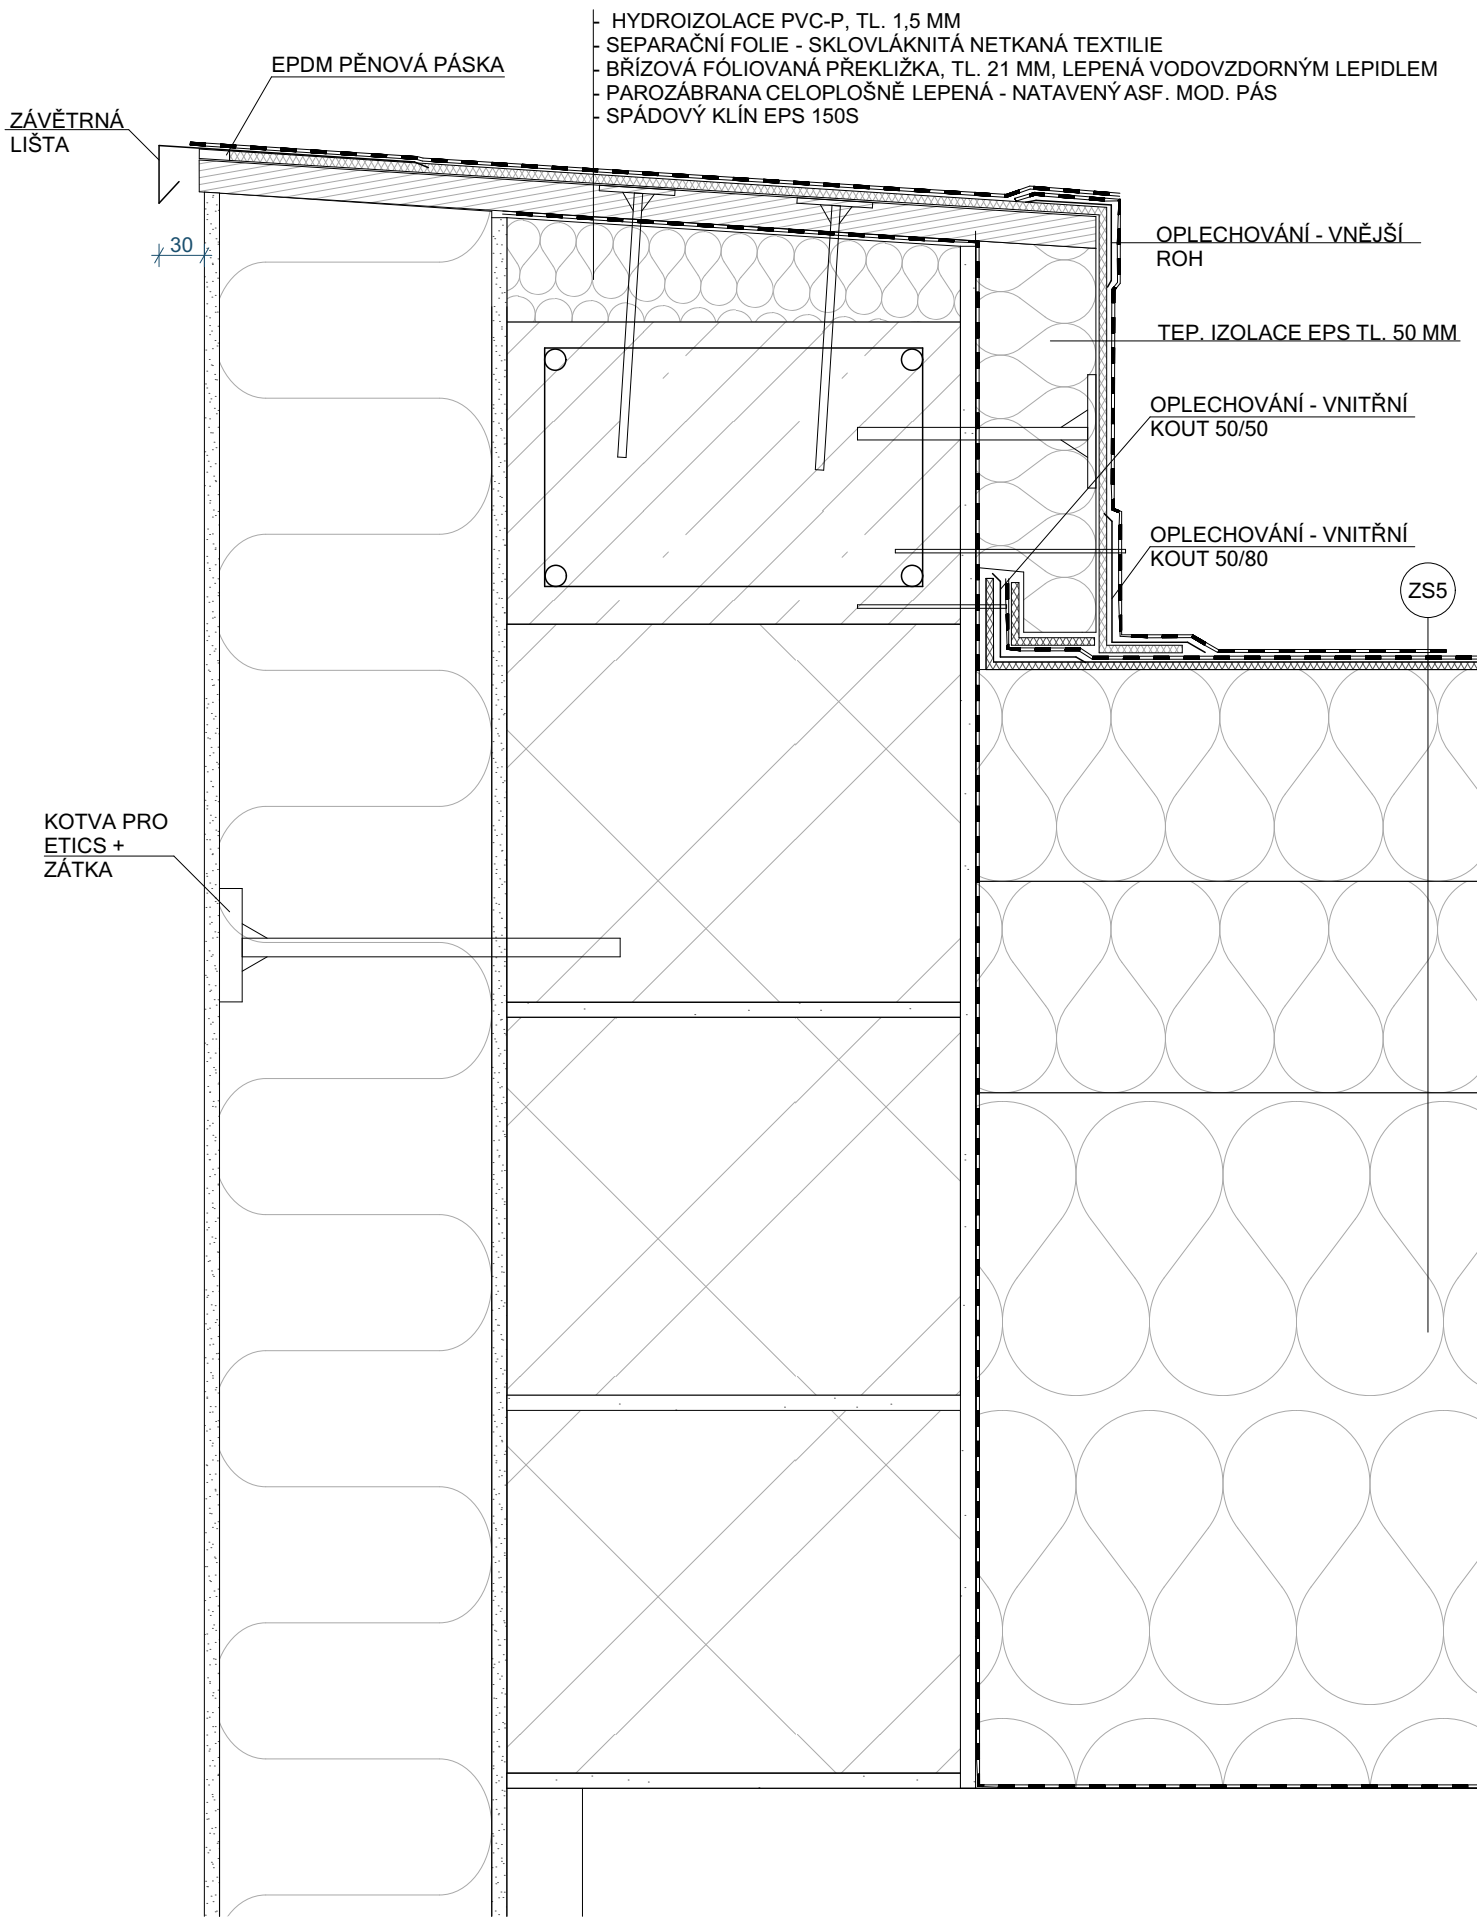 - HYDROIZOLACE PVC-P, TL. 1,5 MM
- SEPARAČNÍ FOLIE - SKLOVLÁKNITÁ NETKANÁ TEXTILIE
- BŘÍZOVÁ FÓLIOVANÁ PŘEKLIŽKA, TL. 21 MM, LEPENÁ VODOVZDORNÝM LEPIDLEM
- PAROZÁBRANA CELOPLOŠNĚ LEPENÁ - NATAVENÝ ASF. MOD. PÁS
- SPÁDOVÝ KLÍN EPS 150S
EPDM PĚNOVÁ PÁSKA
ZÁVĚTRNÁ
LIŠTA
30
OPLECHOVÁNÍ - VNĚJŠÍ
ROH
TEP. IZOLACE EPS TL. 50 MM
OPLECHOVÁNÍ - VNITŘNÍ
KOUT 50/50
OPLECHOVÁNÍ - VNITŘNÍ
KOUT 50/80
ZS5
KOTVA PRO
ETICS +
ZÁTKA